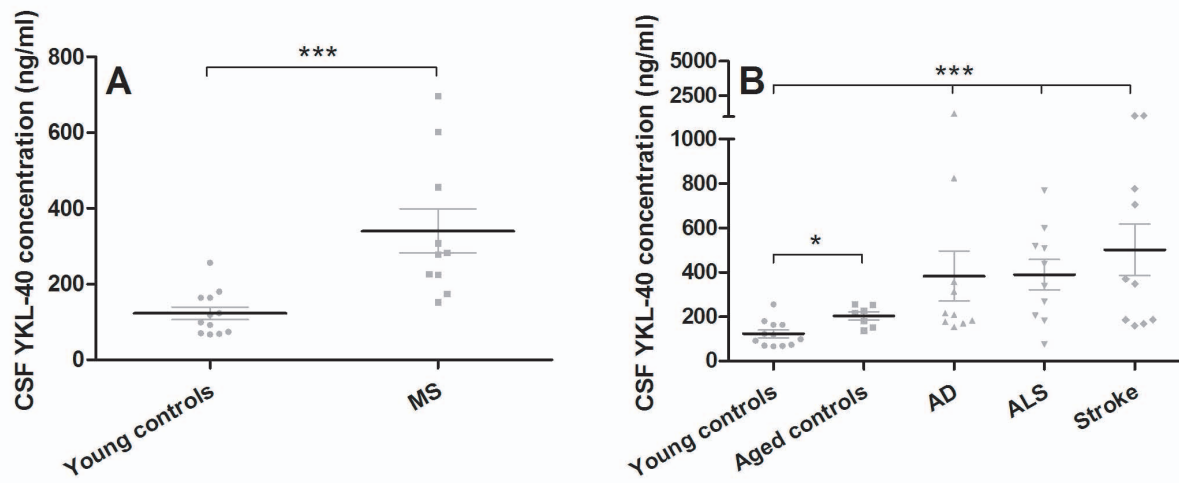 A
CSF YKL-40 concentration (ng/ml)
800
600
400
200
0
***
Young controls
MS
B
CSF YKL-40 concentration (ng/ml)
5000
2500
1000
800
600
400
200
0
***
*
Young controls
Aged controls
AD
ALS
Stroke